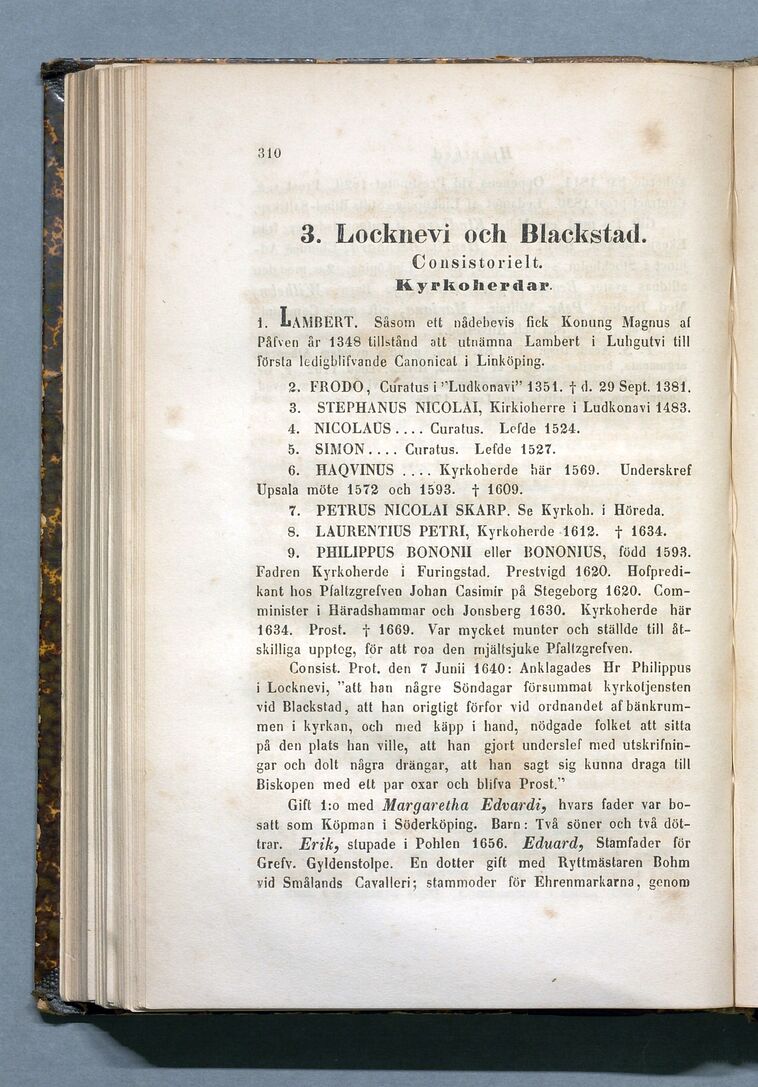 310
3. Locknevi och Blackstad.
Consistorielt.
Kyrkoherdar.
1. LAMBERT. Såsom ett nådebevis fick Konung Magnus af
Påfven år 1348 tillstånd att utnämna Lambert i Luhgutvi till
första ledigblifvande Canonicat i Linköping.
2. FRODO, Curatus i "Ludkonavi" 1351. † d. 29 Sept. 1381.
3. STEPHANUS NICOLAI, Kirkioherre i Ludkonavi 1483.
4. NICOLAUS.... Curatus. Lefde 1524.
5. SIMON.... Curatus. Lefde 1527.
6. HAQVINUS .... Kyrkoherde här 1569. Underskref
Upsala möte 1572 och 1593. † 1609.
7. PETRUS NICOLAI SKARP. Se Kyrkoh. i Höreda.
8. LAURENTIUS PETRI, Kyrkoherde 1612. † 1634.
9. PHILIPPUS BONONII eller BONONIUS, född 1593.
Fadren Kyrkoherde i Furingstad. Prestvigd 1620. Hofpredi-
kant hos Pfaltzgrefven Johan Casimir på Stegeborg 1620. Com-
minister i Häradshammar och Jonsberg 1630. Kyrkoherde här
1634. Prost. † 1669. Var mycket munter och ställde till åt-
skilliga upptog, för att roa den mjältsjuke Pfaltzgrefven.
Consist. Prot. den 7 Junii 1640: Anklagades Hr Philippus
i Locknevi, "att han någre Söndagar försummat kyrkotjensten
vid Blackstad, att han origtigt förfor vid ordnandet af bänkrum-
men i kyrkan, och med käpp i hand, nödgade folket att sitta
på den plats han ville, att han gjort underslef med utskrifnin-
gar och dolt några drängar, att han sagt sig kunna draga till
Biskopen med ett par oxar och blifva Prost."
Gift 1:o med Margaretha Edvardi, hvars fader var bo-
satt som Köpman i Söderköping. Barn: Två söner och två döt-
trar. Erik, stupade i Pohlen 1656. Eduard, Stamfader för
Grefv. Gyldenstolpe. En dotter gift med Ryttmästaren Bohm
vid Smålands Cavalleri; stammoder för Ehrenmarkarna, genom